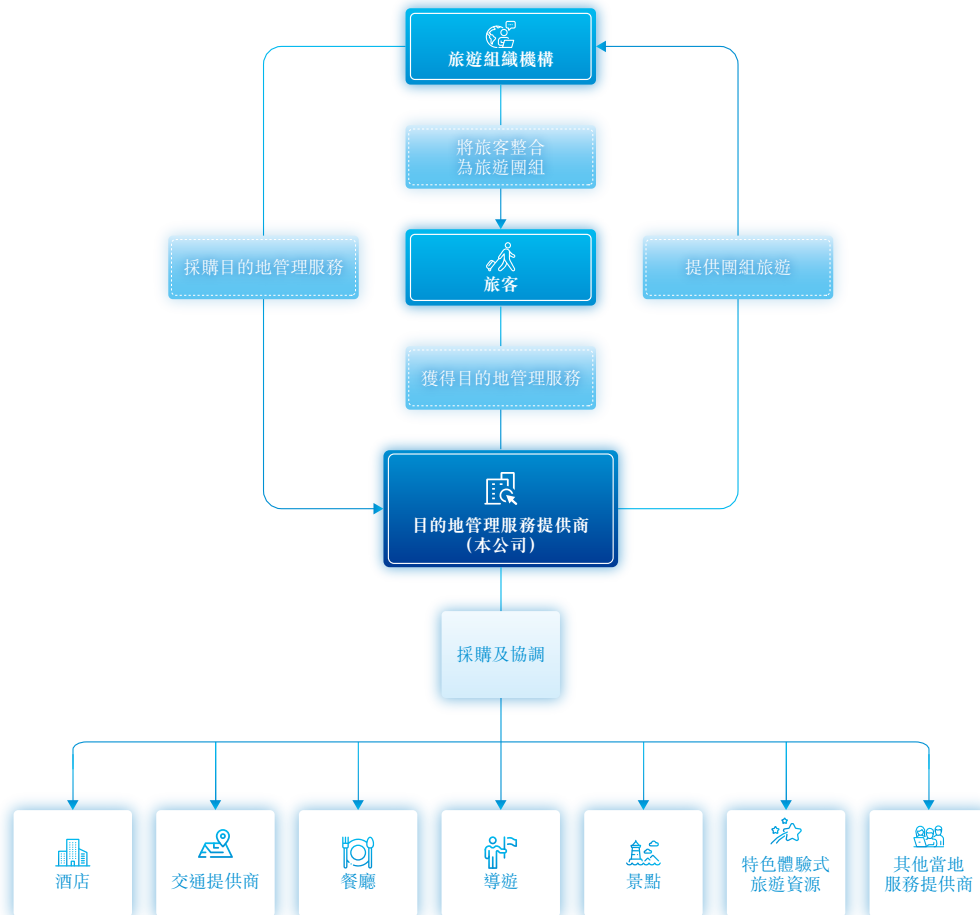 旅遊組織機構
將旅客整合
為旅遊團組
採購目的地管理服務
旅客
提供團組旅遊
獲得目的地管理服務
目的地管理服務提供商
(本公司)
採購及協調
酒店
交通提供商
餐廳
導遊
景點
特色體驗式
旅遊資源
其他當地
服務提供商